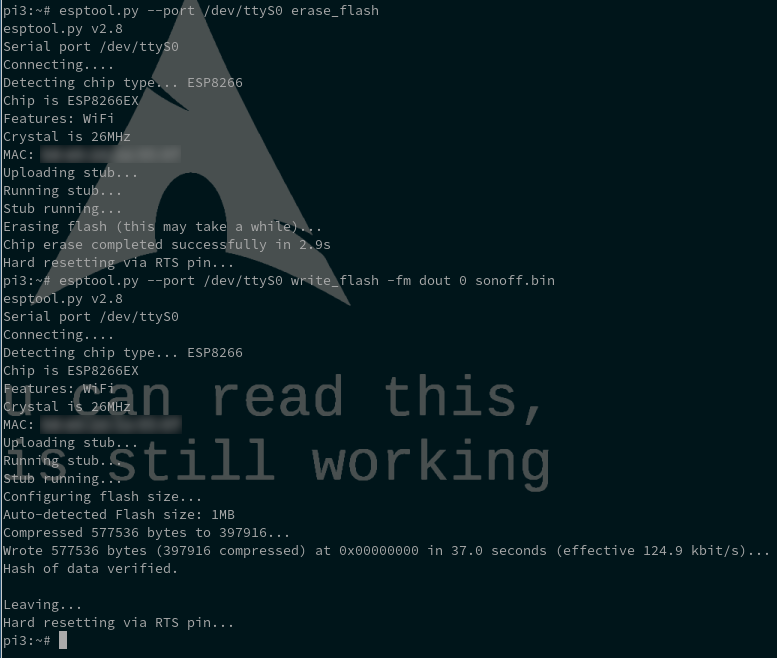 pi3:~# esptool.py --port /dev/ttyS0 erase_flash
esptool.py v2.8
Serial port /dev/ttyS0
Connecting....
Detecting chip type... ESP8266
Chip is ESP8266EX
Features: WiFi
Crystal is 26MHz
MAC:
Uploading stub...
Running stub...
Stub running...
Erasing flash (this may take a while)...
Chip erase completed successfully in 2.9s
Hard resetting via RTS pin...
pi3:~# esptool.py --port /dev/ttyS0 write_flash -fm dout 0 sonoff.bin
esptool.py v2.8
Serial port /dev/ttyS0
Connecting....
Detecting chip type... ESP8266
Chip is ESP8266EX
Features: WiFi
Crystal is 26MHz
MAC:
Uploading stub...
Running stub...
Stub running...
Configuring flash size...
Auto-detected Flash size: 1MB
Compressed 577536 bytes to 397916...
Wrote 577536 bytes (397916 compressed) at 0x00000000 in 37.0 seconds (effective 124.9 kbit/s)...
Hash of data verified.
Leaving...
Hard resetting via RTS pin...
pi3:~#
u can read this,
is still working